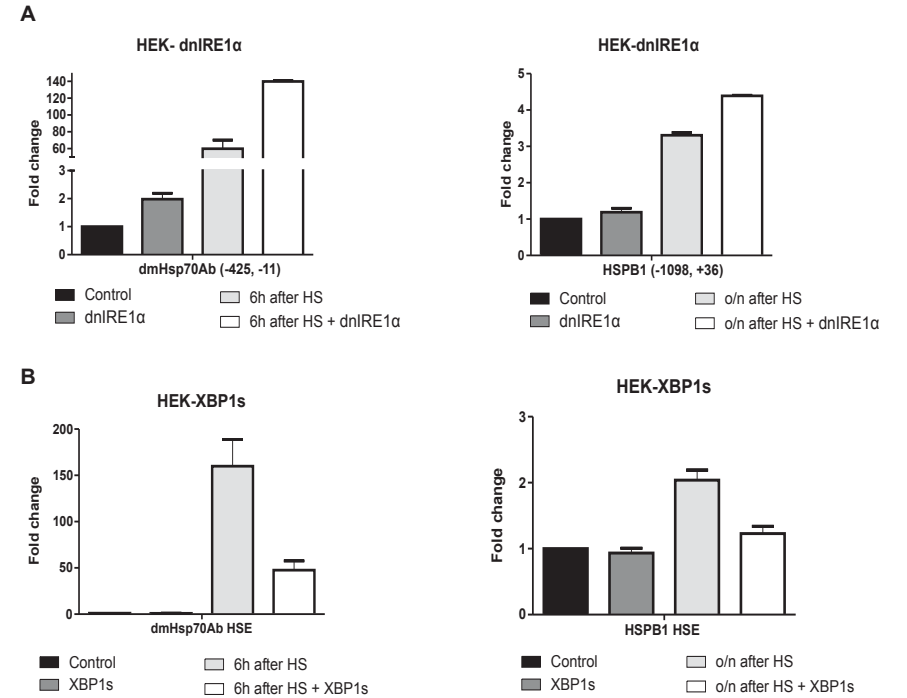 A
HEK- dnIRE1α
Fold change
140
120
100
80
60
3
2
1
0
dmHsp70Ab (-425, -11)
Control
6h after HS
dnIRE1α
6h after HS + dnIRE1α
HEK-dnIRE1α
Fold change
5
4
3
2
1
0
HSPB1 (-1098, +36)
Control
o/n after HS
dnIRE1α
o/n after HS + dnIRE1α
B
HEK-XBP1s
Fold change
200
150
100
50
0
dmHsp70Ab HSE
Control
6h after HS
XBP1s
6h after HS + XBP1s
HEK-XBP1s
Fold change
3
2
1
0
HSPB1 HSE
Control
o/n after HS
XBP1s
o/n after HS + XBP1s